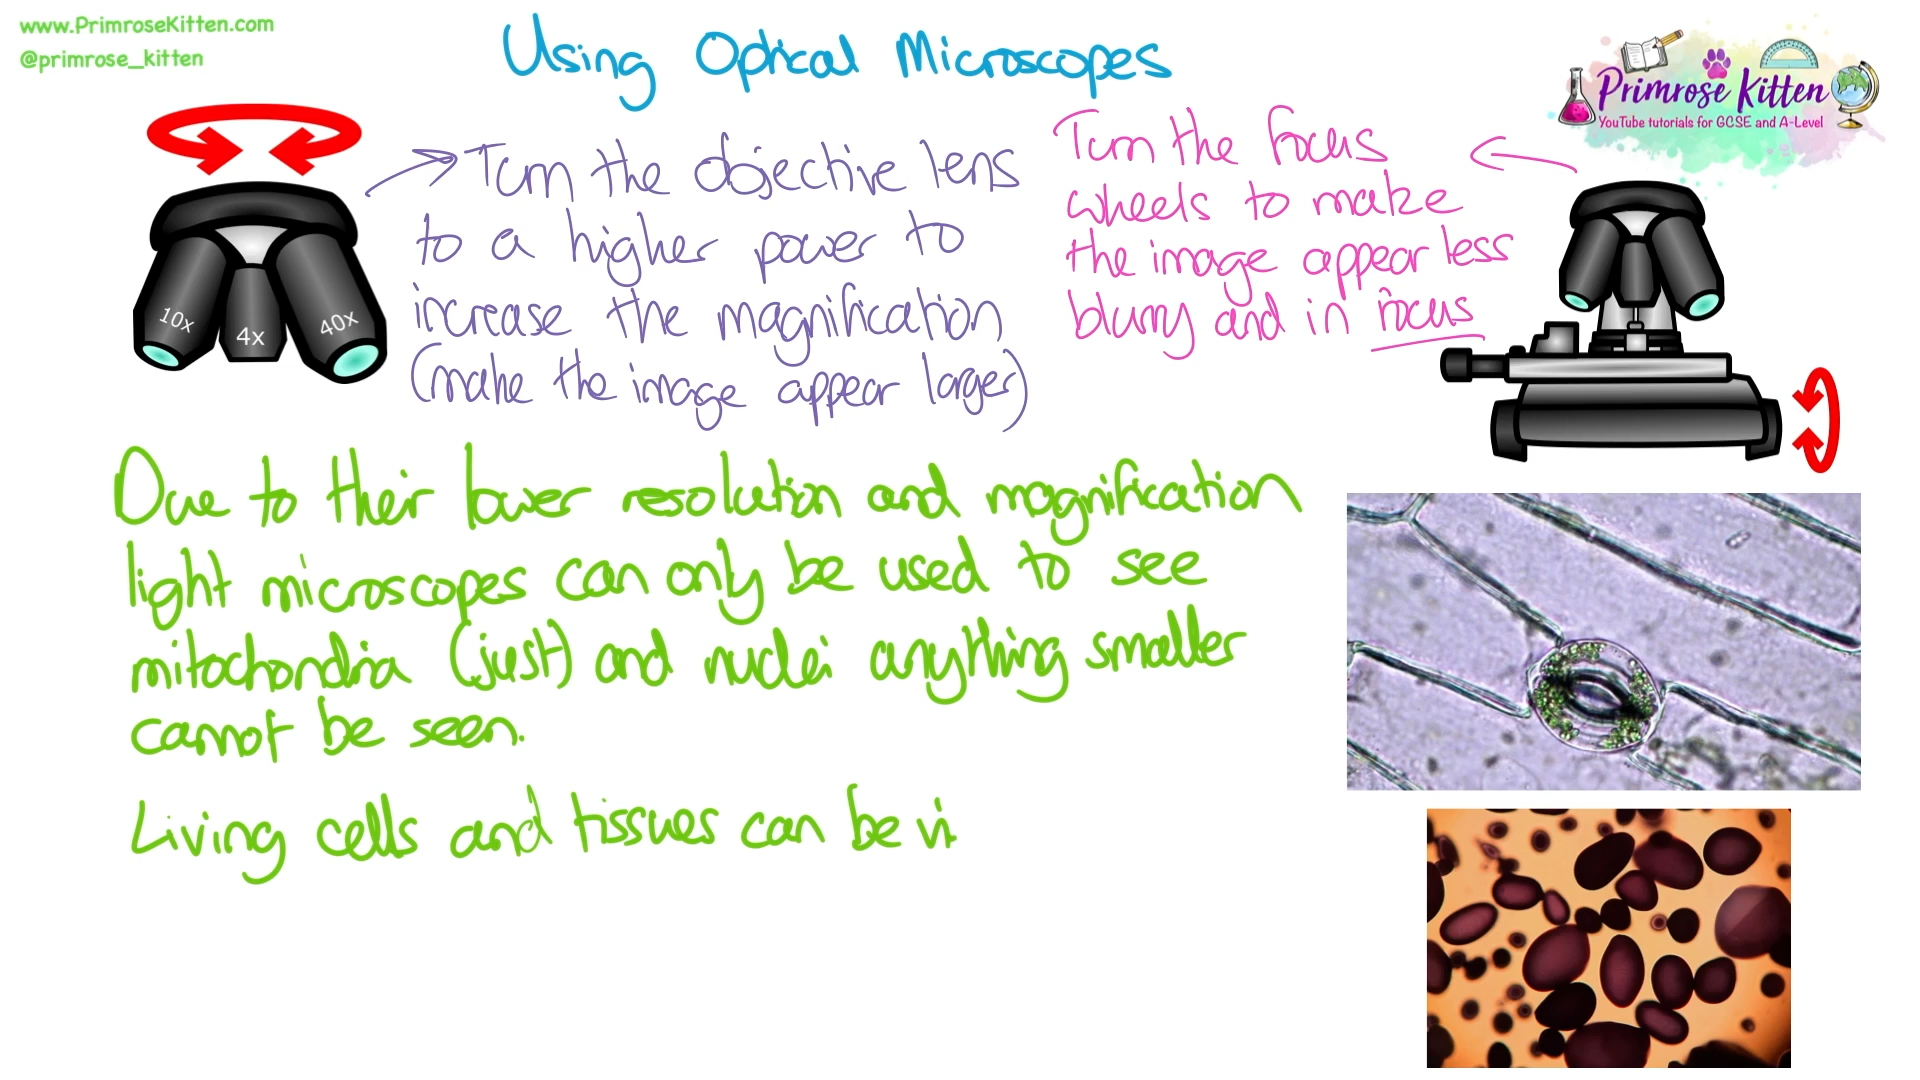 www.PrimroseKitten.com
@primrose_kitten
Using Optical Microscopes
Primrose Kitten
YouTube tutorials for GCSE and A-Level
Turn the objective lens
to a higher power to
increase the magnification
(make the image appear larger)
10x
4x
40x
Turn the focus
wheels to make
the image appear less
blurry and in focus
Due to their lower resolution and magnification
light microscopes can only be used to see
mitochondria (just) and nuclei anything smaller
cannot be seen.
Living cells and tissues can be vi